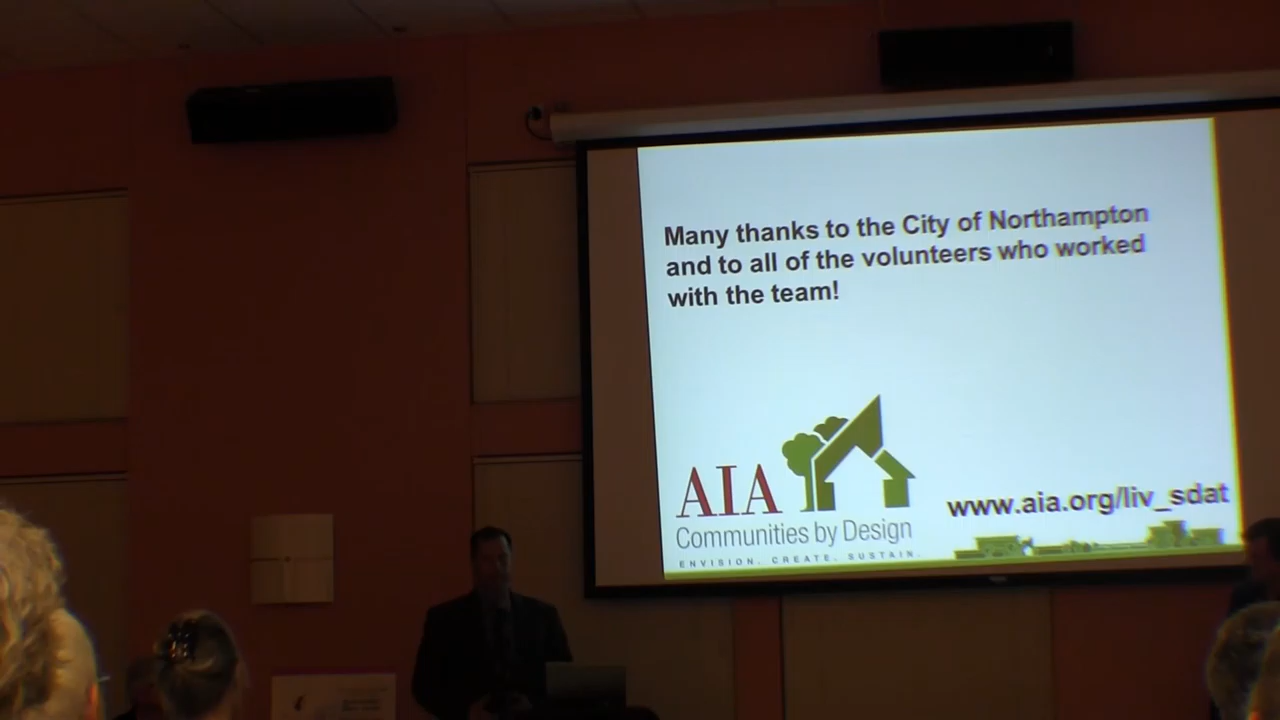 Many thanks to the City of Northampton
and to all of the volunteers who worked
with the team!
AIA
Communities by Design
ENVISION. CREATE. SUSTAIN.
www.aia.org/liv_sdat